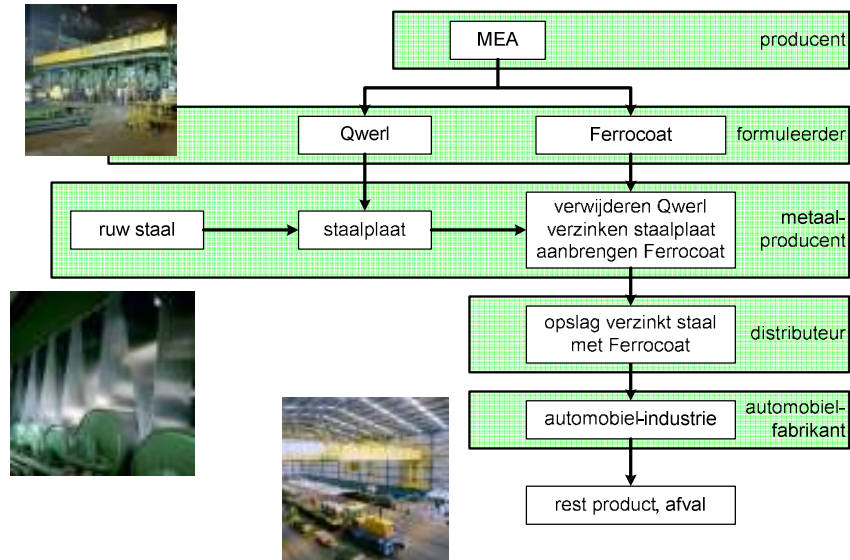 MEA
producent
Qwerl
Ferrocoat
formuleerder
ruw staal
staalplaat
verwijderen Qwerl
verzinken staalplaat
aanbrengen Ferrocoat
metaal-
producent
opslag verzinkt staal
met Ferrocoat
distributeur
automobiel-industrie
automobiel-
fabrikant
rest product, afval